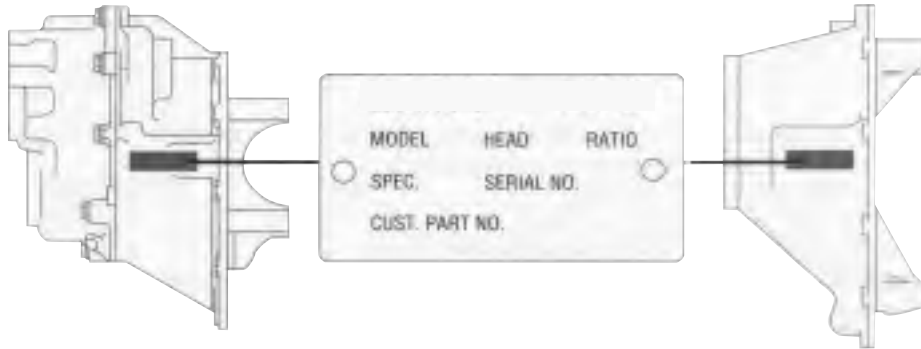 MODEL HEAD RATIO
SPEC. SERIAL NO.
CUST. PART NO.